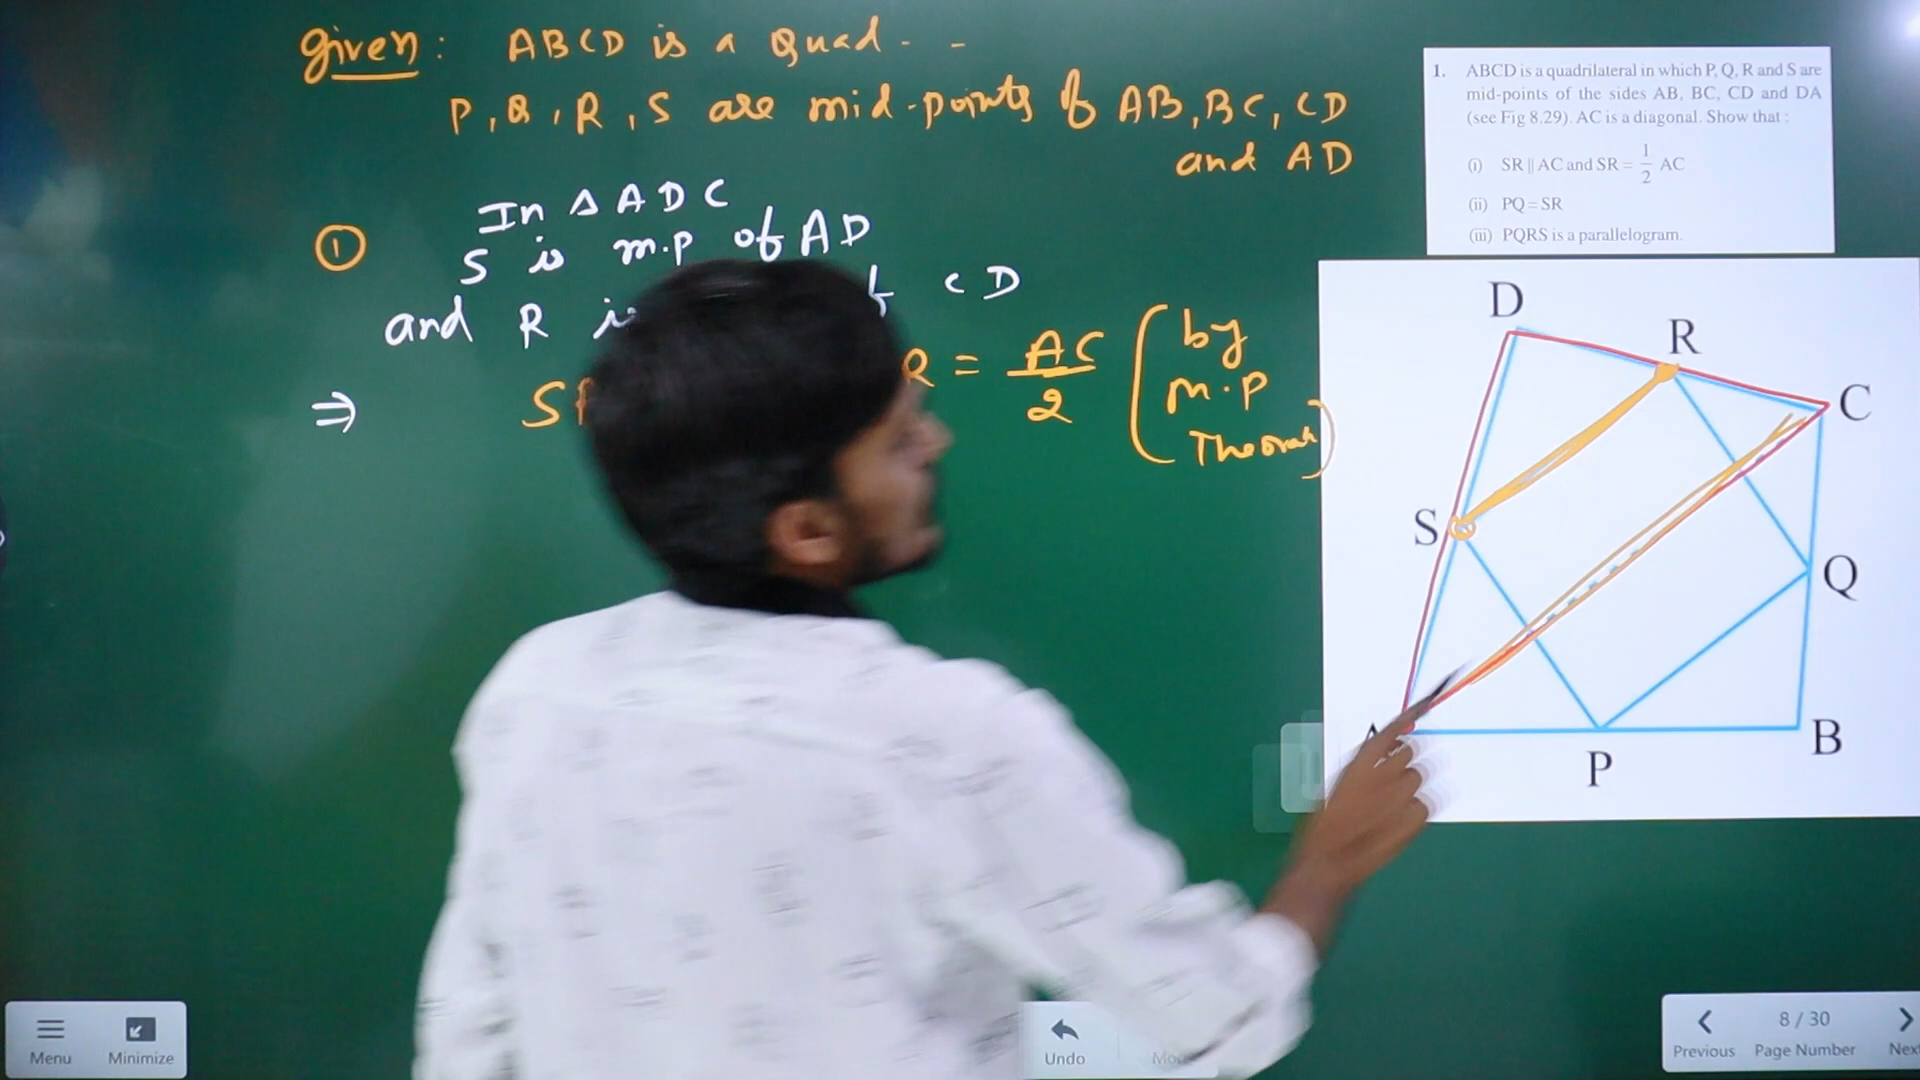 Given: ABCD is a Quad - -
P, Q, R, S are mid-points of AB, BC, CD
and AD
① In Δ ADC
S is m.p of AD
and R is CD
⇒ S R = AC/2 (by
m.p
Theorem)
1. ABCD is a quadrilateral in which P, Q, R and S are
mid-points of the sides AB, BC, CD and DA
(see Fig 8.29). AC is a diagonal. Show that :
(i) SR || AC and SR = 1/2 AC
(ii) PQ = SR
(iii) PQRS is a parallelogram.
D
R
C
S
Q
A
B
P
Menu
Minimize
Undo
8 / 30
Previous Page Number Next